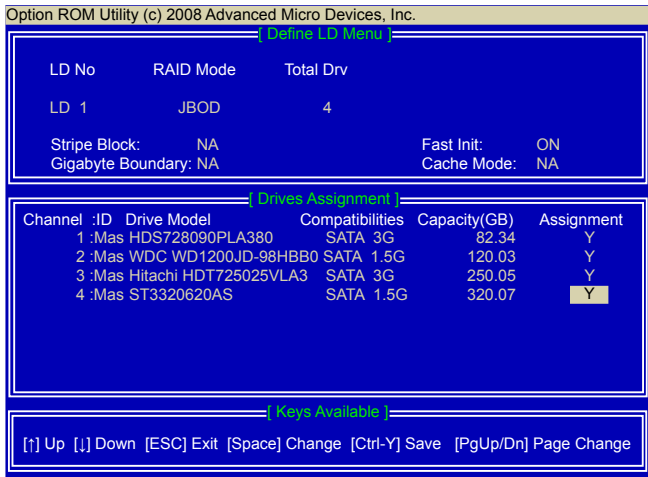 Option ROM Utility (c) 2008 Advanced Micro Devices, Inc.
[ Define LD Menu ]
LD No RAID Mode Total Drv
LD 1 JBOD 4
Stripe Block: NA Fast Init: ON
Gigabyte Boundary: NA Cache Mode: NA
[ Drives Assignment ]
Channel :ID Drive Model Compatibilities Capacity(GB) Assignment
1 :Mas HDS728090PLA380 SATA 3G 82.34 Y
2 :Mas WDC WD1200JD-98HBB0 SATA 1.5G 120.03 Y
3 :Mas Hitachi HDT725025VLA3 SATA 3G 250.05 Y
4 :Mas ST3320620AS SATA 1.5G 320.07 Y
[ Keys Available ]
[↑] Up [↓] Down [ESC] Exit [Space] Change [Ctrl-Y] Save [PgUp/Dn] Page Change